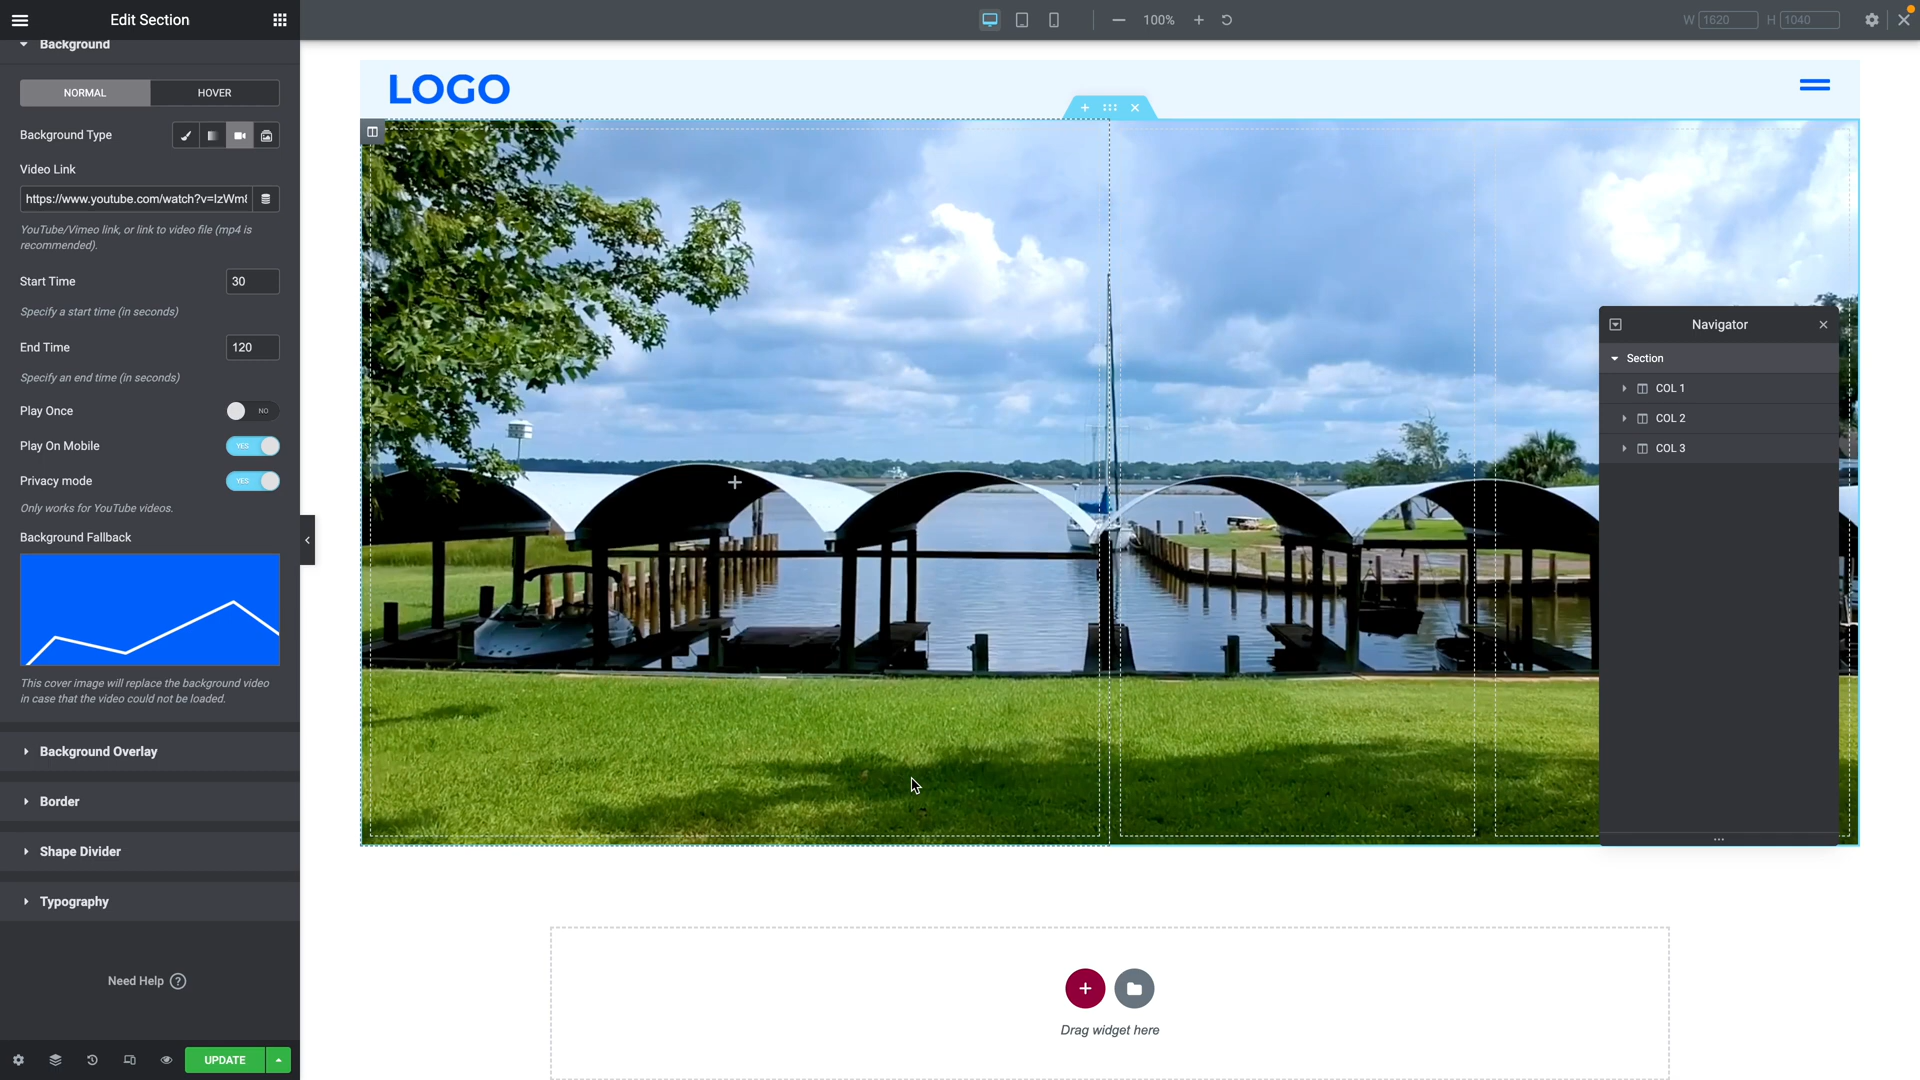 Edit Section
100%
W 1620 H 1040
Background
NORMAL HOVER
Background Type
Video Link
https://www.youtube.com/watch?v=IzWm
YouTube/Vimeo link, or link to video file (mp4 is
recommended).
Start Time 30
Specify a start time (in seconds)
End Time 120
Specify an end time (in seconds)
Play Once NO
Play On Mobile YES
Privacy mode YES
Only works for YouTube videos.
Background Fallback
This cover image will replace the background video
in case that the video could not be loaded.
Background Overlay
Border
Shape Divider
Typography
Need Help ?
UPDATE
LOGO
Navigator
Section
COL 1
COL 2
COL 3
Drag widget here